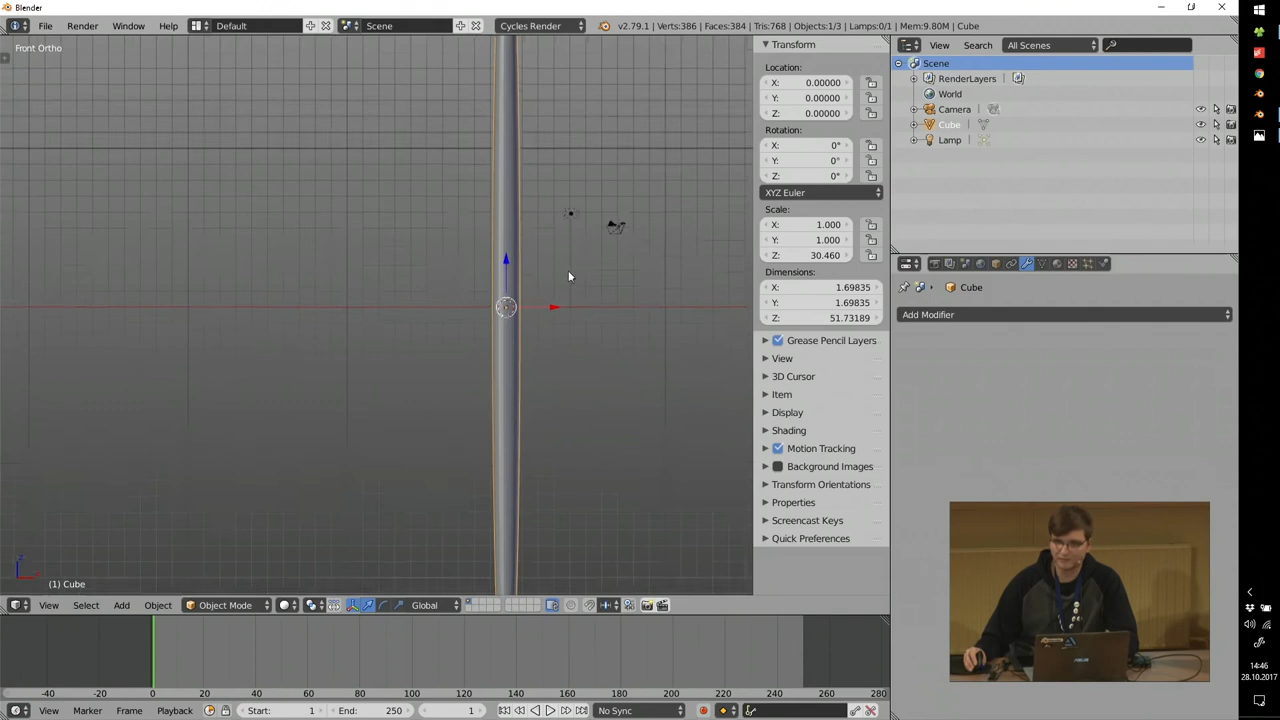 Blender
File Render Window Help Default Scene Cycles Render v2.79.1 | Verts:386 | Faces:384 | Tris:768 | Objects:1/3 | Lamps:0/1 | Mem:9.80M | Cube
Front Ortho
Transform
Location:
X: 0.00000
Y: 0.00000
Z: 0.00000
Rotation:
X: 0°
Y: 0°
Z: 0°
XYZ Euler
Scale:
X: 1.000
Y: 1.000
Z: 30.460
Dimensions:
X: 1.69835
Y: 1.69835
Z: 51.73189
Grease Pencil Layers
View
3D Cursor
Item
Display
Shading
Motion Tracking
Background Images
Transform Orientations
Properties
Screencast Keys
Quick Preferences
View Search All Scenes
Scene
RenderLayers
World
Camera
Cube
Lamp
Cube
Add Modifier
z
(1) Cube
View Select Add Object Object Mode Global
-40 -20 0 20 40 60 80 100 120 140 160 180 200 220 240 260 280
View Marker Frame Playback Start: 1 End: 250 1 No Sync
ASUS
14:46
28.10.2017